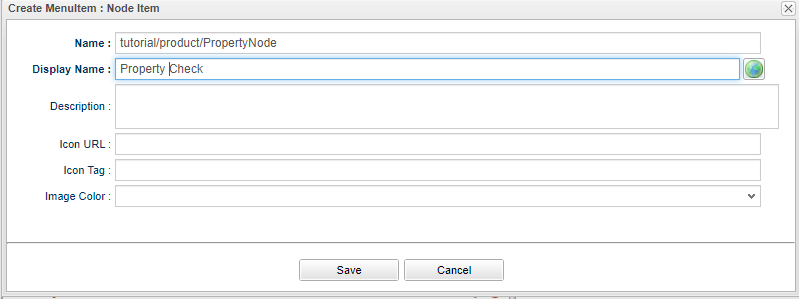 Create MenuItem : Node Item
Name : tutorial/product/PropertyNode
Display Name : Property Check
Description :
Icon URL :
Icon Tag :
Image Color :
Save Cancel